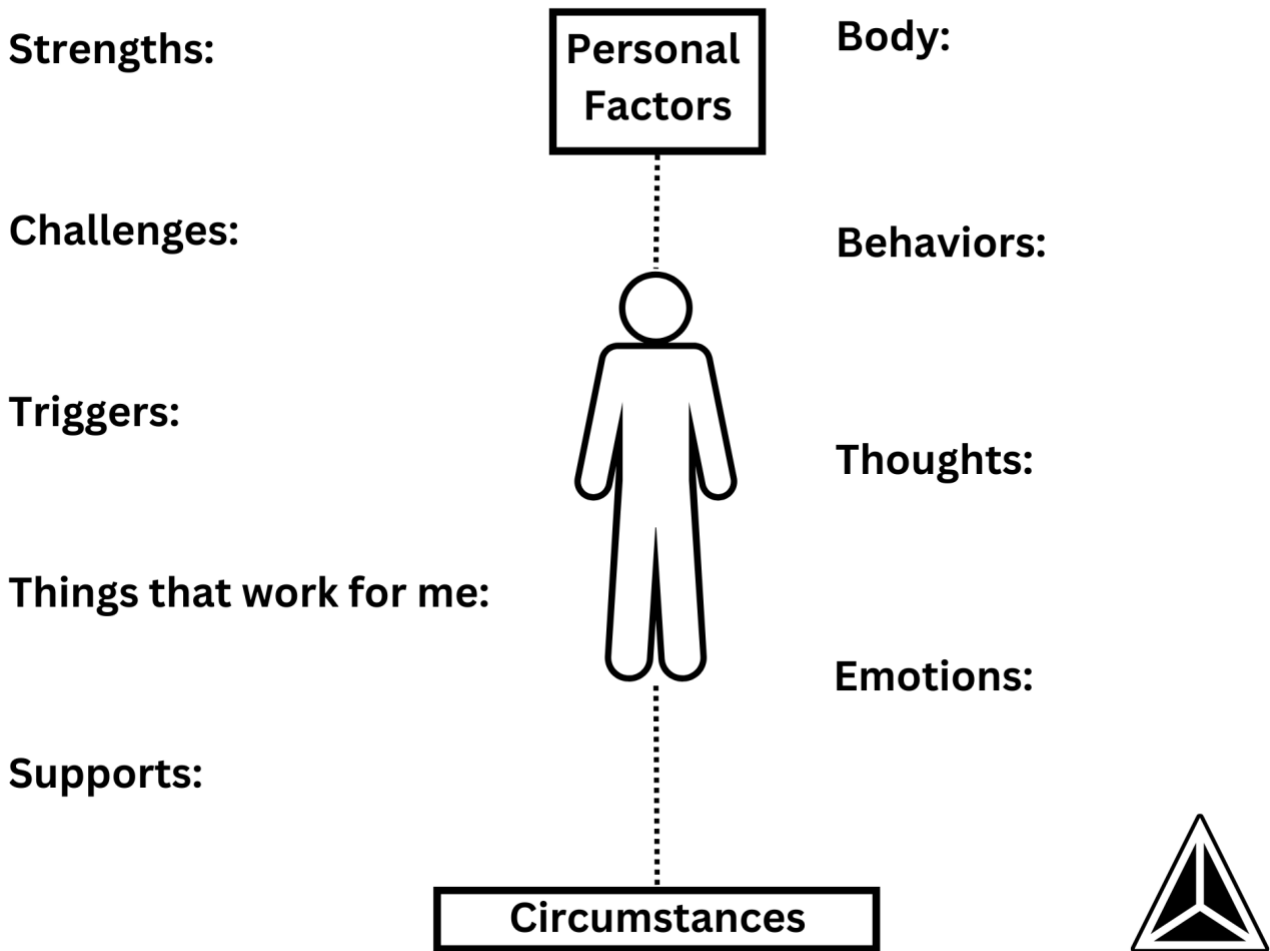 Strengths:
Challenges:
Triggers:
Things that work for me:
Supports:
Personal
Factors
Circumstances
Body:
Behaviors:
Thoughts:
Emotions: